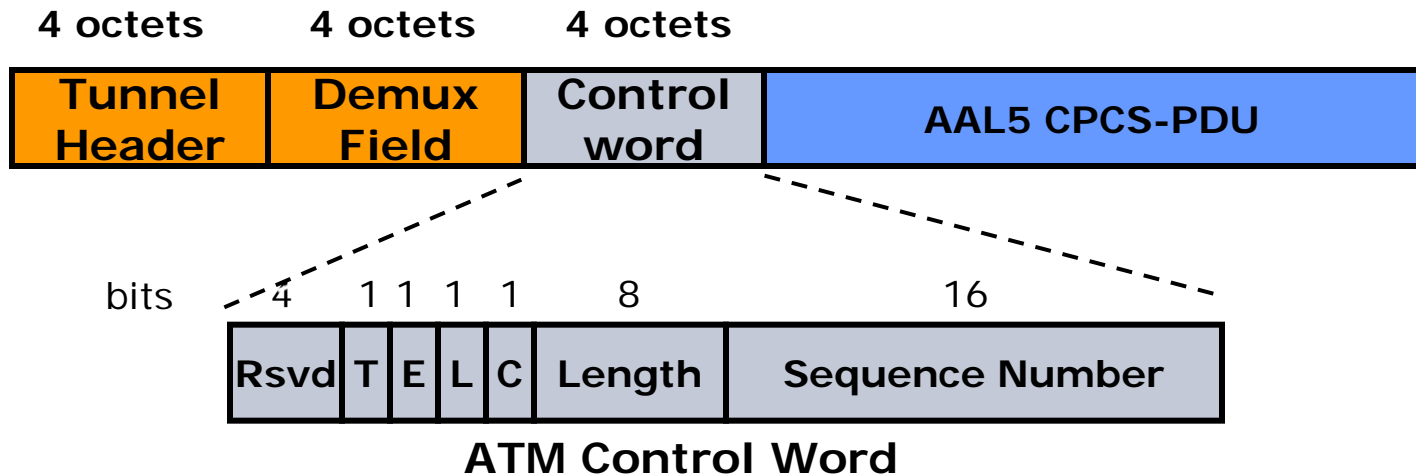 4 octets 4 octets 4 octets
Tunnel Header Demux Field Control word AAL5 CPCS-PDU
bits 4 1 1 1 1 8 16
Rsvd T E L C Length Sequence Number
ATM Control Word